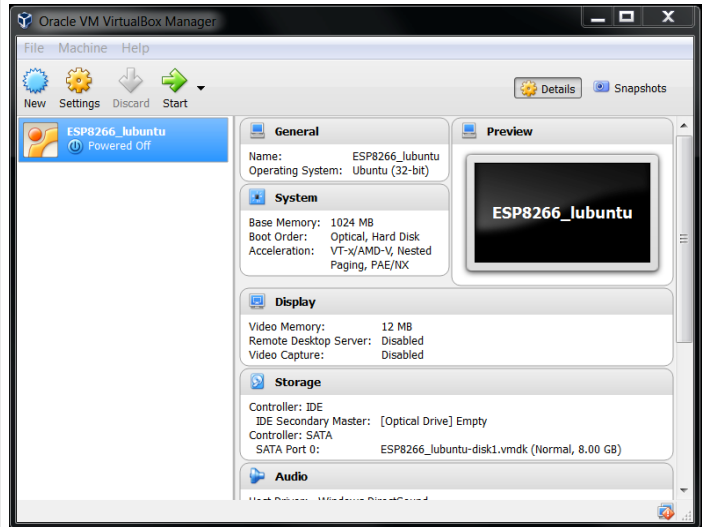 Oracle VM VirtualBox Manager
File Machine Help
New Settings Discard Start
Details Snapshots
ESP8266_lubuntu
Powered Off
General
Name: ESP8266_lubuntu
Operating System: Ubuntu (32-bit)
System
Base Memory: 1024 MB
Boot Order: Optical, Hard Disk
Acceleration: VT-x/AMD-V, Nested
Paging, PAE/NX
Preview
ESP8266_lubuntu
Display
Video Memory: 12 MB
Remote Desktop Server: Disabled
Video Capture: Disabled
Storage
Controller: IDE
IDE Secondary Master: [Optical Drive] Empty
Controller: SATA
SATA Port 0: ESP8266_lubuntu-disk1.vmdk (Normal, 8.00 GB)
Audio
Host Driver: Windows DirectSound